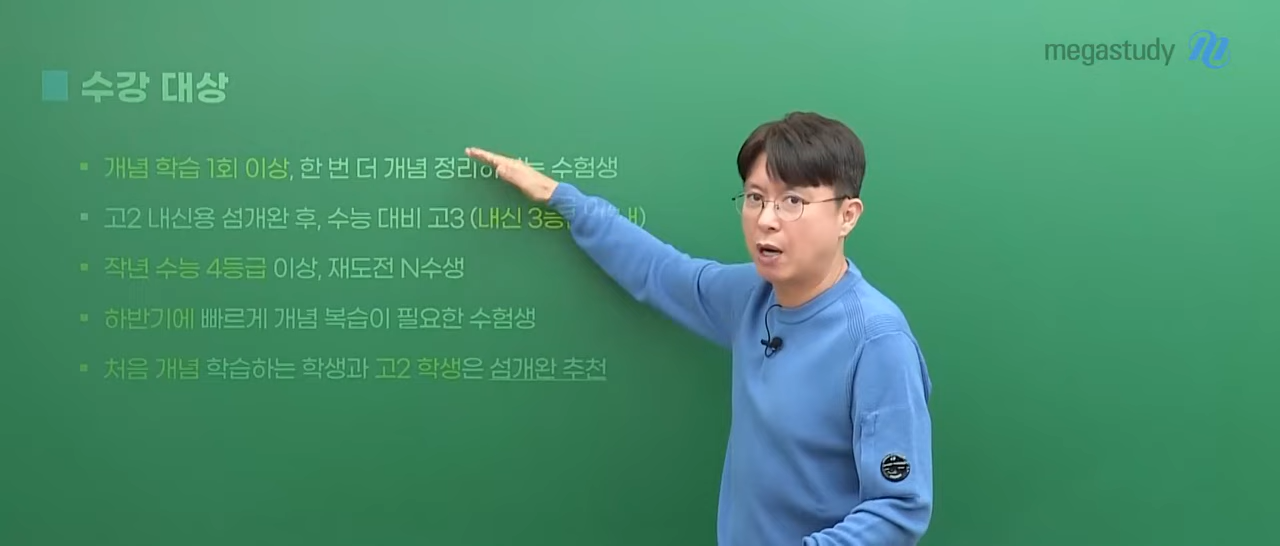 megastudy
수강 대상
개념 학습 1회 이상, 한 번 더 개념 수험생
고2 내신용 섬개완 후, 수능 대비 고3 (내신
작년 수능 4등급 이상, 재도전 N수생
하반기에 빠르게 개념 복습이 필요한 수험생
처음 개념 학습하는 학생과 고2 학생은 섬개완 추천